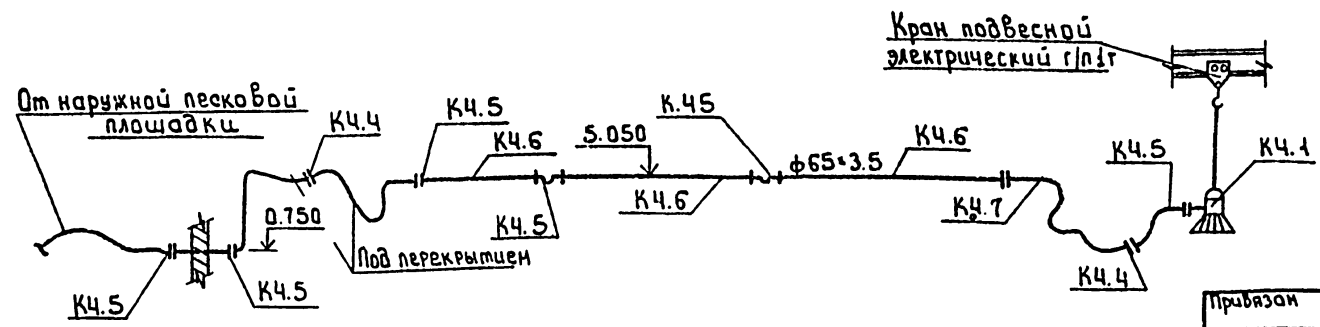 Кран подвесной
электрический г/п 1т
От наружной песковой
площадки
К4.4
К4.5
К4.6
5.050
К.45
ф65×3.5
К4.6
К4.5
К4.1
0.750
К4.5
К4.6
К4.7
Под перекрытием
К4.5
К4.5
К4.4
Привязан